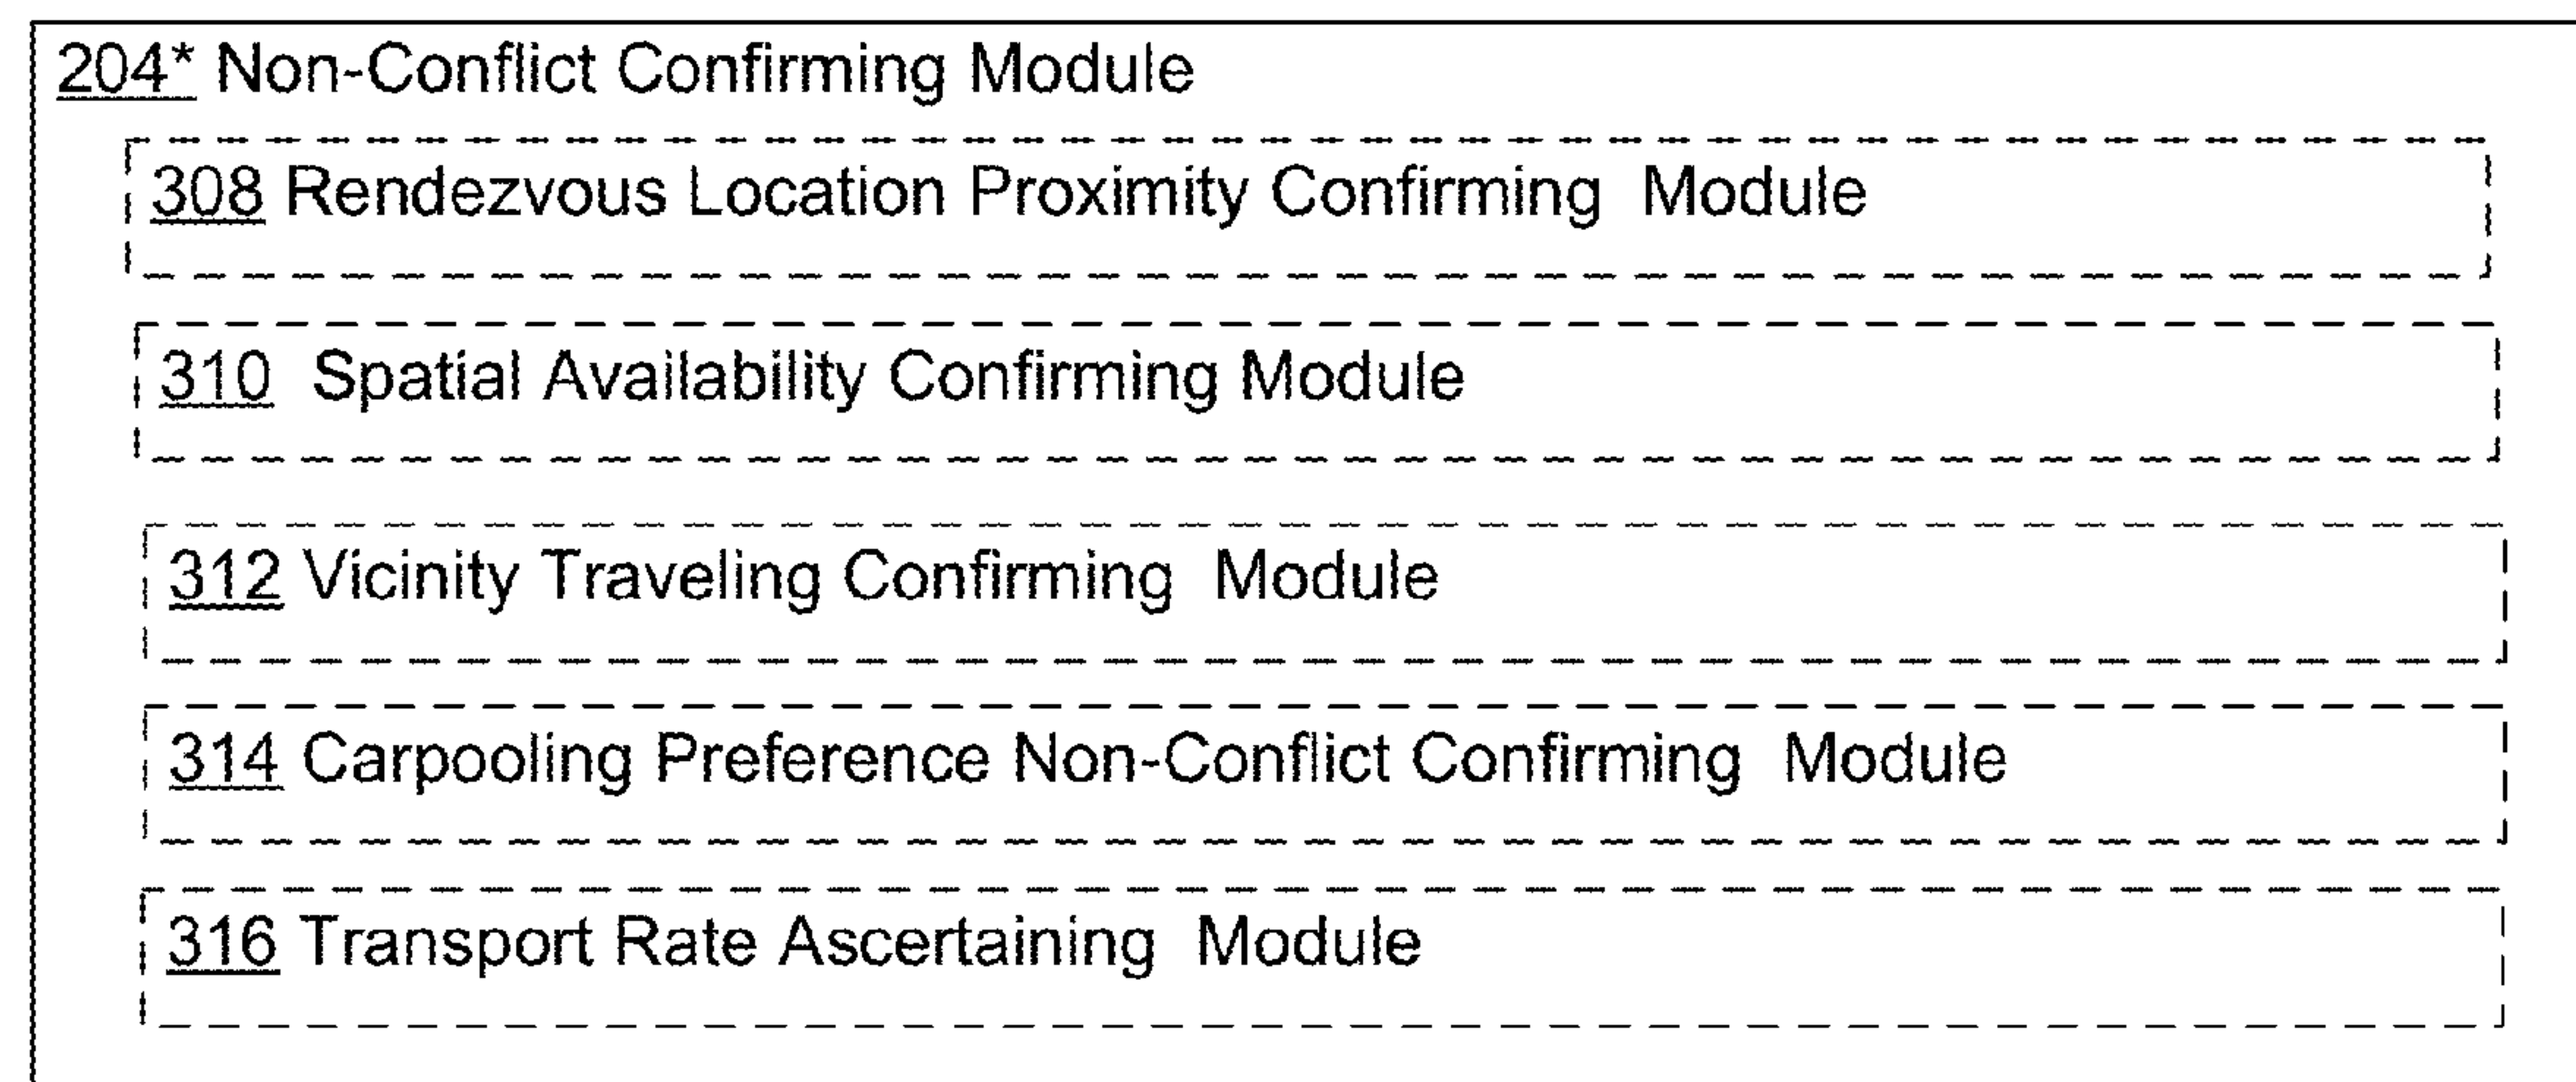 204* Non-Conflict Confirming Module
308 Rendezvous Location Proximity Confirming Module
310 Spatial Availability Confirming Module
312 Vicinity Traveling Confirming Module
314 Carpooling Preference Non-Conflict Confirming Module
316 Transport Rate Ascertaining Module